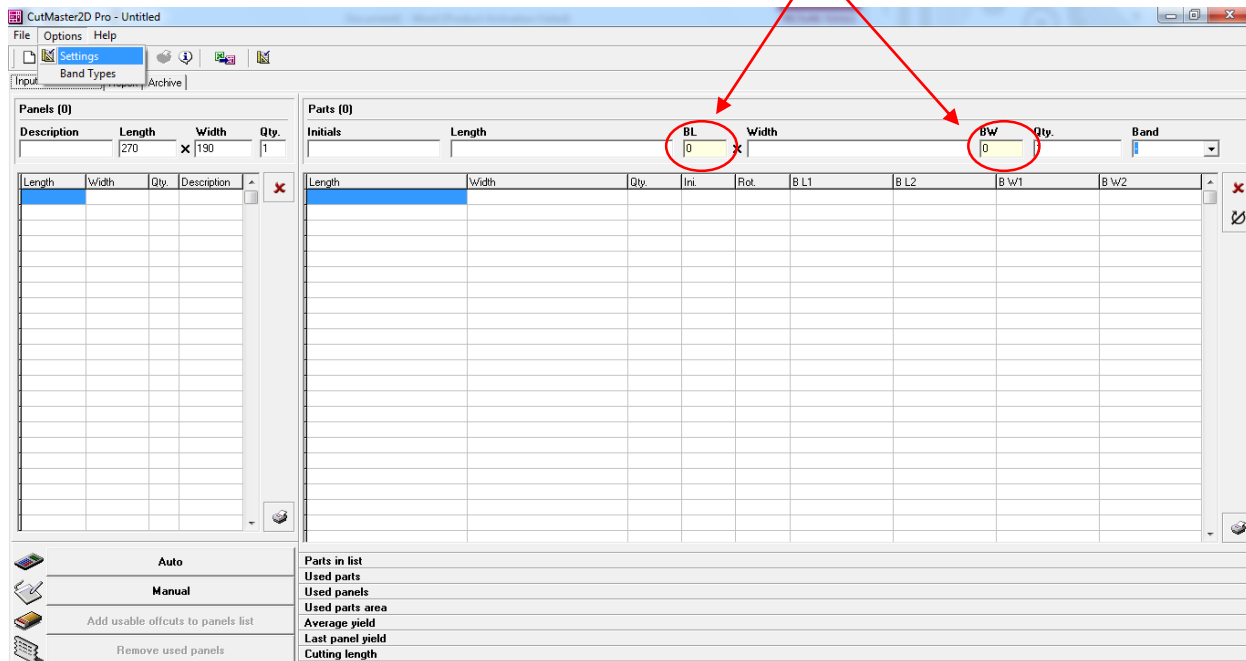 CutMaster2D Pro - Untitled
File Options Help
Settings
Band Types
Input Archive
Panels (0) Parts (0)
Description Length Width Qty. Initials Length BL Width BW Qty. Band
270 × 190 1 0 × 0
Length Width Qty. Description Length Width Qty. Ini. Rot. B L1 B L2 B W1 B W2
Auto
Manual
Add usable offcuts to panels list
Remove used panels
Parts in list
Used parts
Used panels
Used parts area
Average yield
Last panel yield
Cutting length